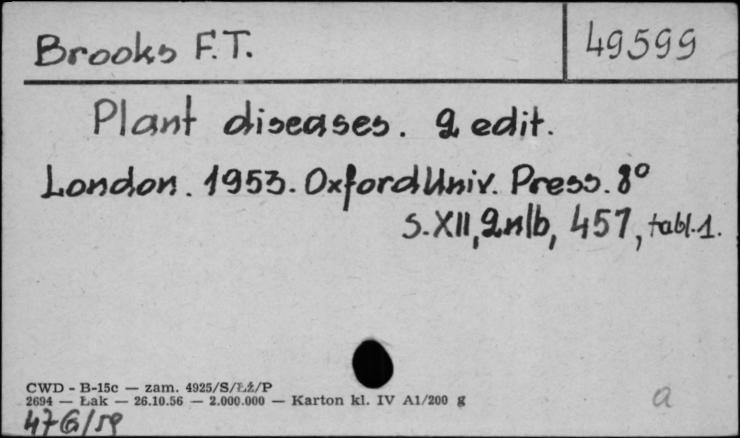 Brooks F.T.
49599
Plant diseases. 2 edit.
London. 1953. Oxford Univ. Press. 8°
s. XII, 2 nlb, 457, tabl. 1.
CWD - B-15c — zam. 4925/S/ŁŻ/P
2694 — Łak — 26.10.56 — 2.000.000 — Karton kl. IV A1/200 g
a